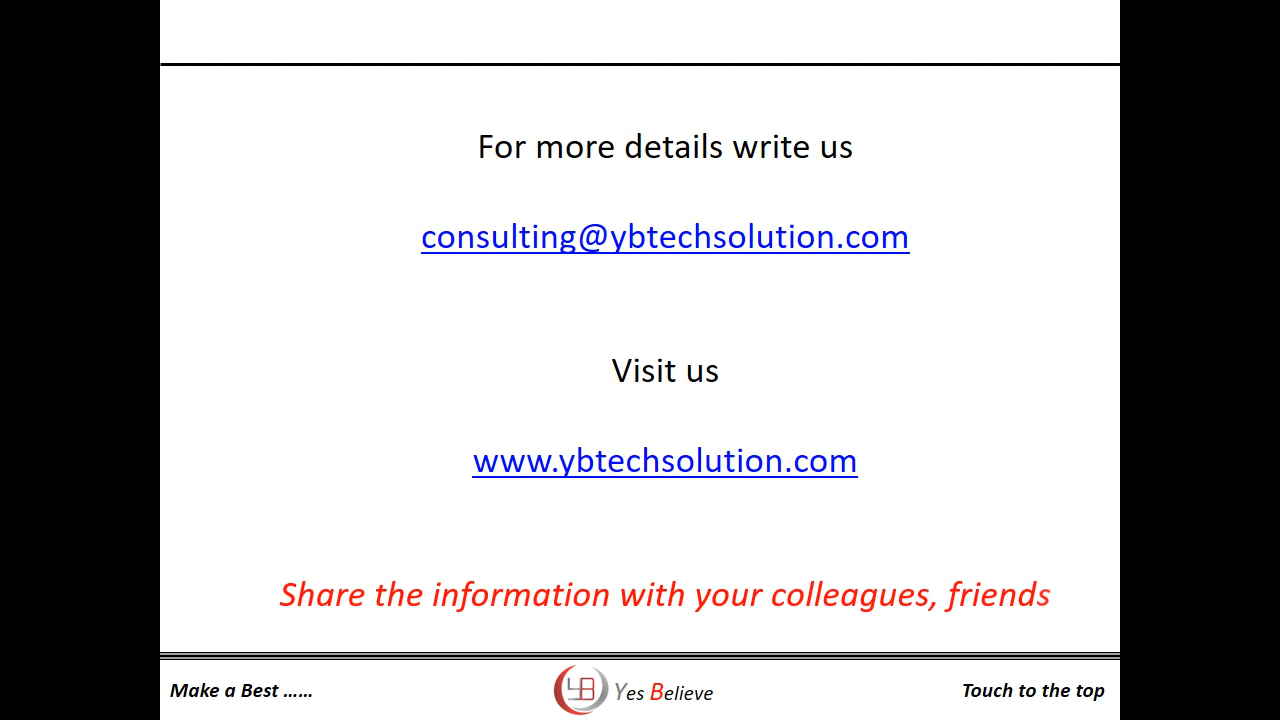 For more details write us
consulting@ybtechsolution.com
Visit us
www.ybtechsolution.com
Share the information with your colleagues, friends
Make a Best ……
YB
Yes Believe
Touch to the top